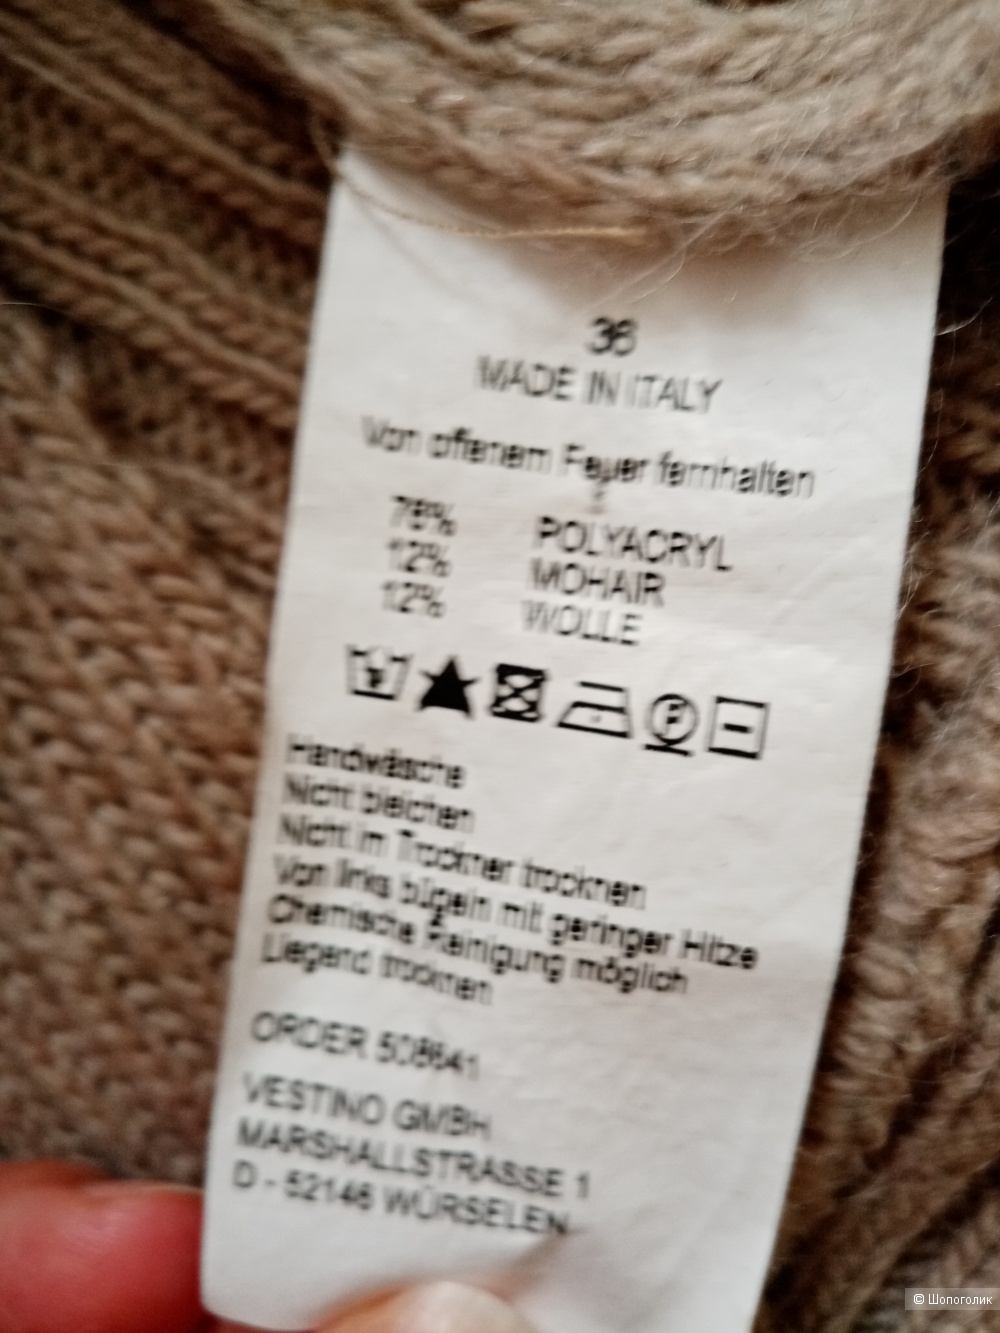 36
MADE IN ITALY
Von offenem Feuer fernhalten
76% POLYACRYL
12% MOHAIR
12% WOLLE
F
Handwäsche
Nicht bleichen
Nicht im Trockner trocknen
Von links bügeln mit geringer Hitze
Chemische Reinigung möglich
Liegend trocknen
ORDER 508641
VESTINO GMBH
MARSHALLSTRASSE 1
D - 52146 WÜRSELEN
© Шопоголик